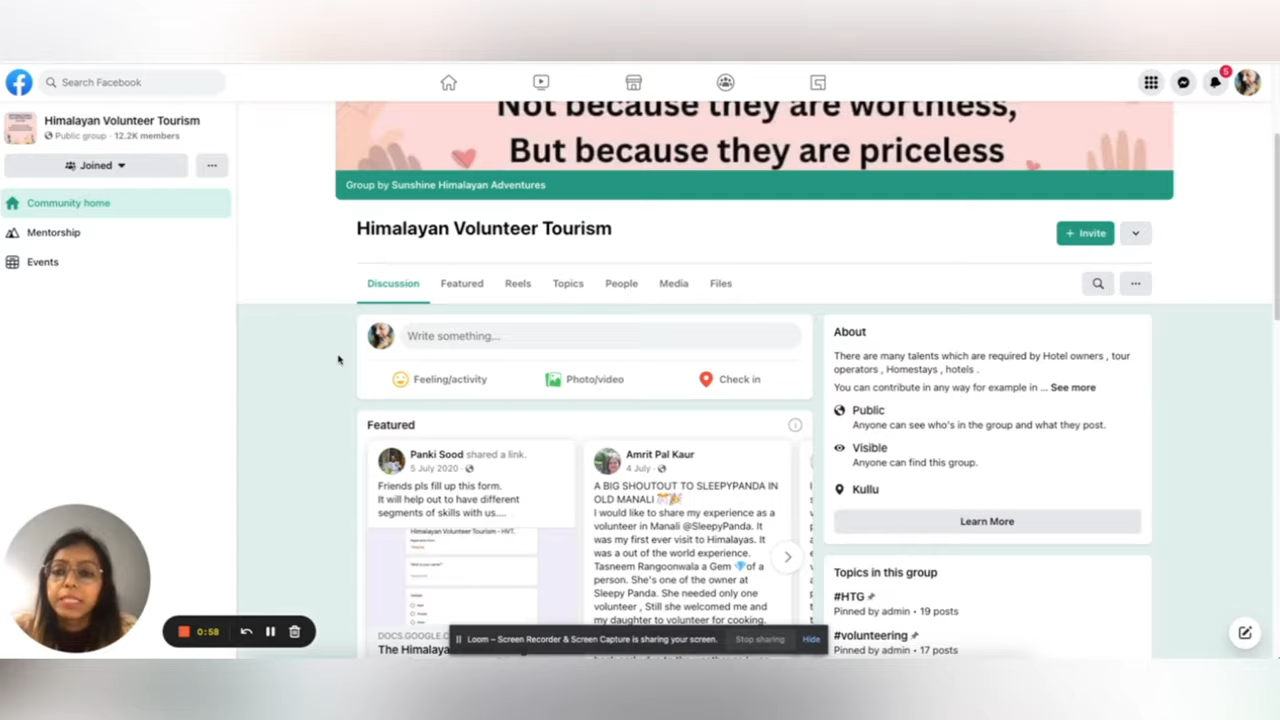 Search Facebook
5
Himalayan Volunteer Tourism
Public group · 12.2K members
Joined
Community home
Mentorship
Events
Not because they are worthless,
But because they are priceless
Group by Sunshine Himalayan Adventures
Himalayan Volunteer Tourism
+ Invite
Discussion
Featured
Reels
Topics
People
Media
Files
Write something...
Feeling/activity
Photo/video
Check in
Featured
Panki Sood shared a link.
5 July 2020 ·
Friends pls fill up this form.
It will help out to have different
segments of skills with us....
Himalayan Volunteer Tourism - HVT.
What is your name?
DOCS.GOOGLE.C
The Himalaya
Amrit Pal Kaur
4 July ·
A BIG SHOUTOUT TO SLEEPYPANDA IN
OLD MANALI
I would like to share my experience as a
volunteer in Manali @SleepyPanda. It
was my first ever visit to Himalayas. It
was a out of the world experience.
Tasneem Rangoonwala a Gem of a
person. She's one of the owner at
Sleepy Panda. She needed only one
volunteer , Still she welcomed me and
my daughter to volunteer for cooking.
About
There are many talents which are required by Hotel owners , tour
operators , Homestays , hotels .
You can contribute in any way for example in ... See more
Public
Anyone can see who's in the group and what they post.
Visible
Anyone can find this group.
Kullu
Learn More
Topics in this group
#HTG
Pinned by admin • 19 posts
#volunteering
Pinned by admin • 17 posts
0:58
Loom – Screen Recorder & Screen Capture is sharing your screen.
Stop sharing
Hide